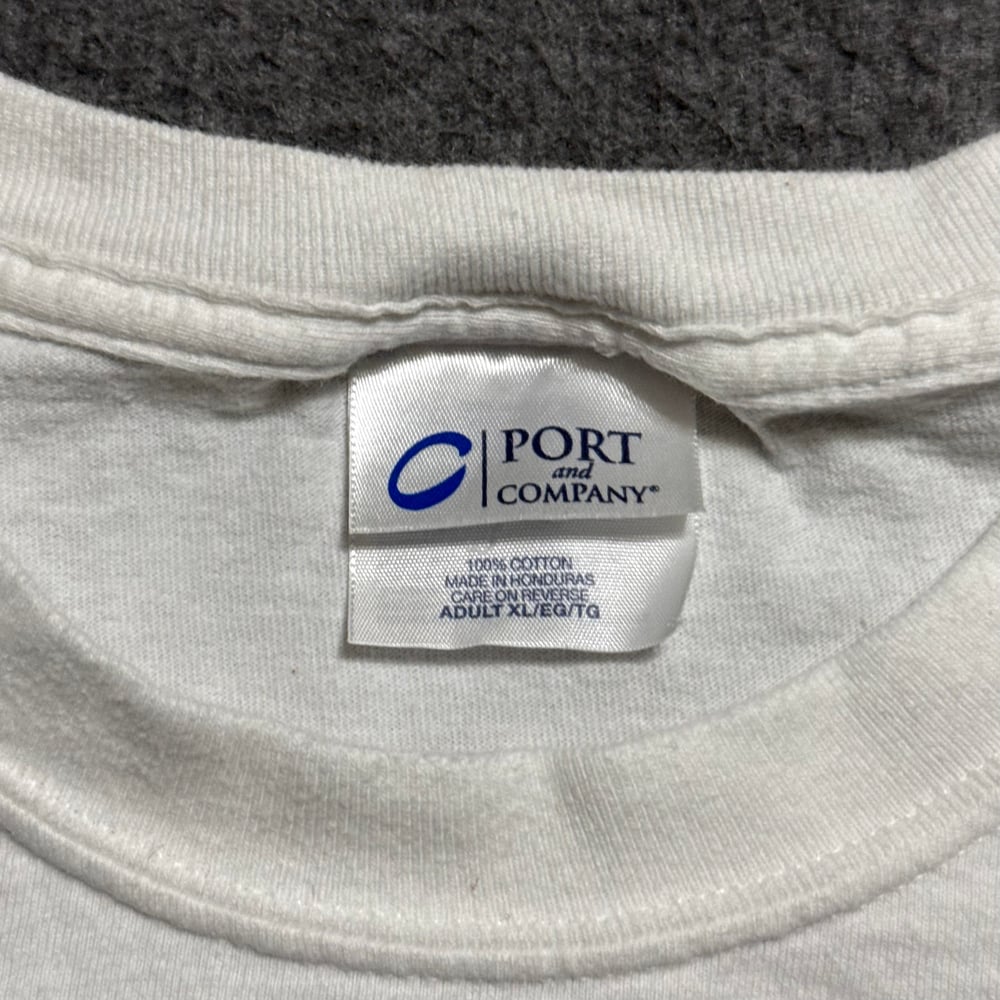 PORT
and
COMPANY®
100% COTTON
MADE IN HONDURAS
CARE ON REVERSE
ADULT XL/EG/TG